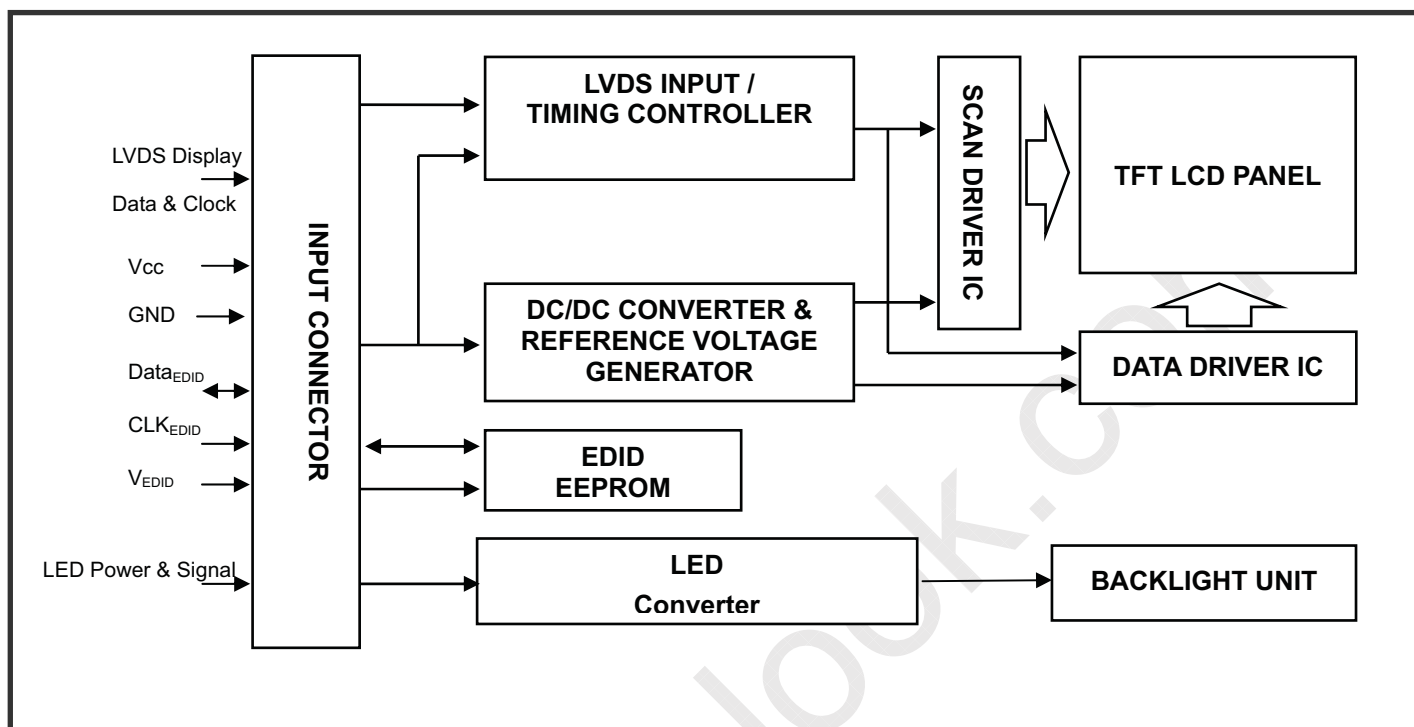 LVDS Display
Data & Clock
Vcc
GND
DataEDID
CLKEDID
VEDID
LED Power & Signal
INPUT CONNECTOR
LVDS INPUT /
TIMING CONTROLLER
DC/DC CONVERTER &
REFERENCE VOLTAGE
GENERATOR
EDID
EEPROM
LED
Converter
SCAN DRIVER IC
TFT LCD PANEL
DATA DRIVER IC
BACKLIGHT UNIT
look.com